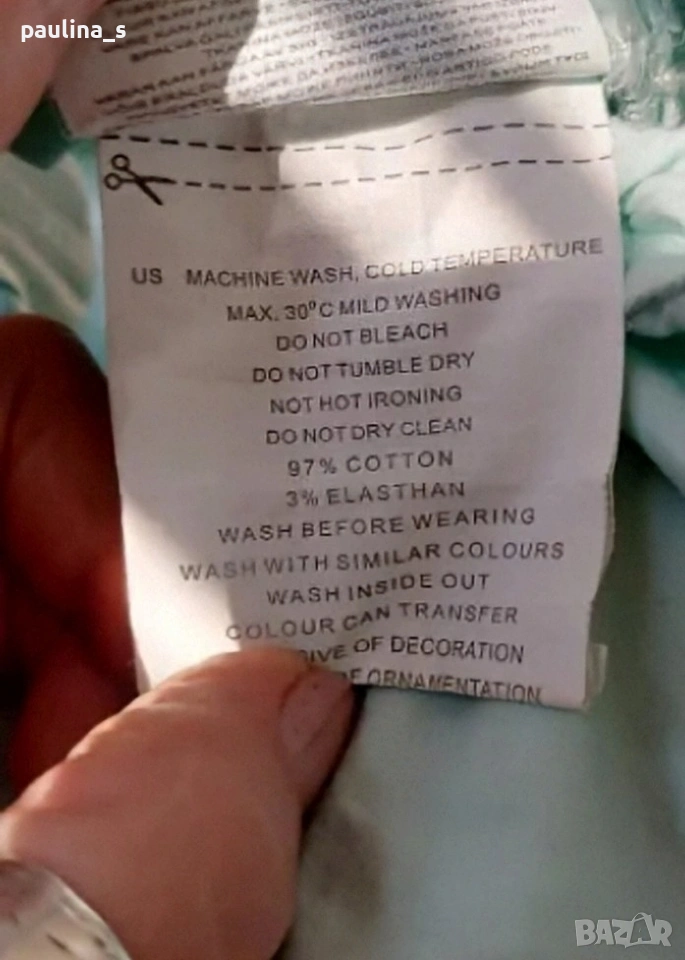 paulina_s
US MACHINE WASH, COLD TEMPERATURE
MAX. 30°C MILD WASHING
DO NOT BLEACH
DO NOT TUMBLE DRY
NOT HOT IRONING
DO NOT DRY CLEAN
97% COTTON
3% ELASTHAN
WASH BEFORE WEARING
WASH WITH SIMILAR COLOURS
WASH INSIDE OUT
COLOUR CAN TRANSFER
OF DECORATION
ORNAMENTATION
BAZAR